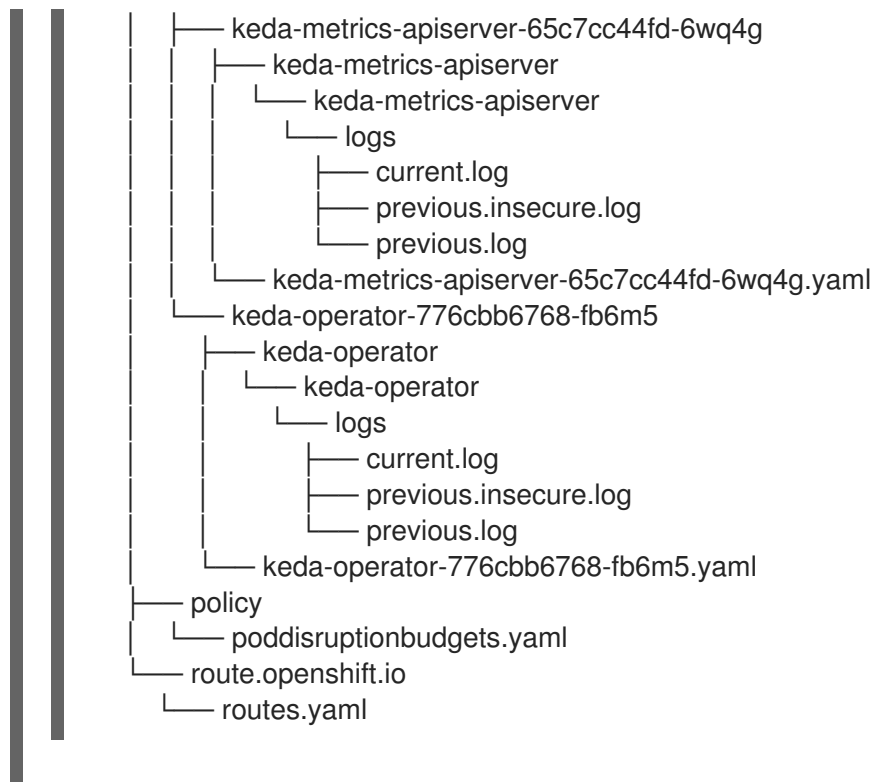 │ ├── keda-metrics-apiserver-65c7cc44fd-6wq4g
│ │ ├── keda-metrics-apiserver
│ │ │ └── keda-metrics-apiserver
│ │ │ └── logs
│ │ │ ├── current.log
│ │ │ ├── previous.insecure.log
│ │ │ └── previous.log
│ │ └── keda-metrics-apiserver-65c7cc44fd-6wq4g.yaml
│ └── keda-operator-776cbb6768-fb6m5
│ ├── keda-operator
│ │ └── keda-operator
│ │ └── logs
│ │ ├── current.log
│ │ ├── previous.insecure.log
│ │ └── previous.log
│ └── keda-operator-776cbb6768-fb6m5.yaml
├── policy
│ └── poddisruptionbudgets.yaml
└── route.openshift.io
└── routes.yaml